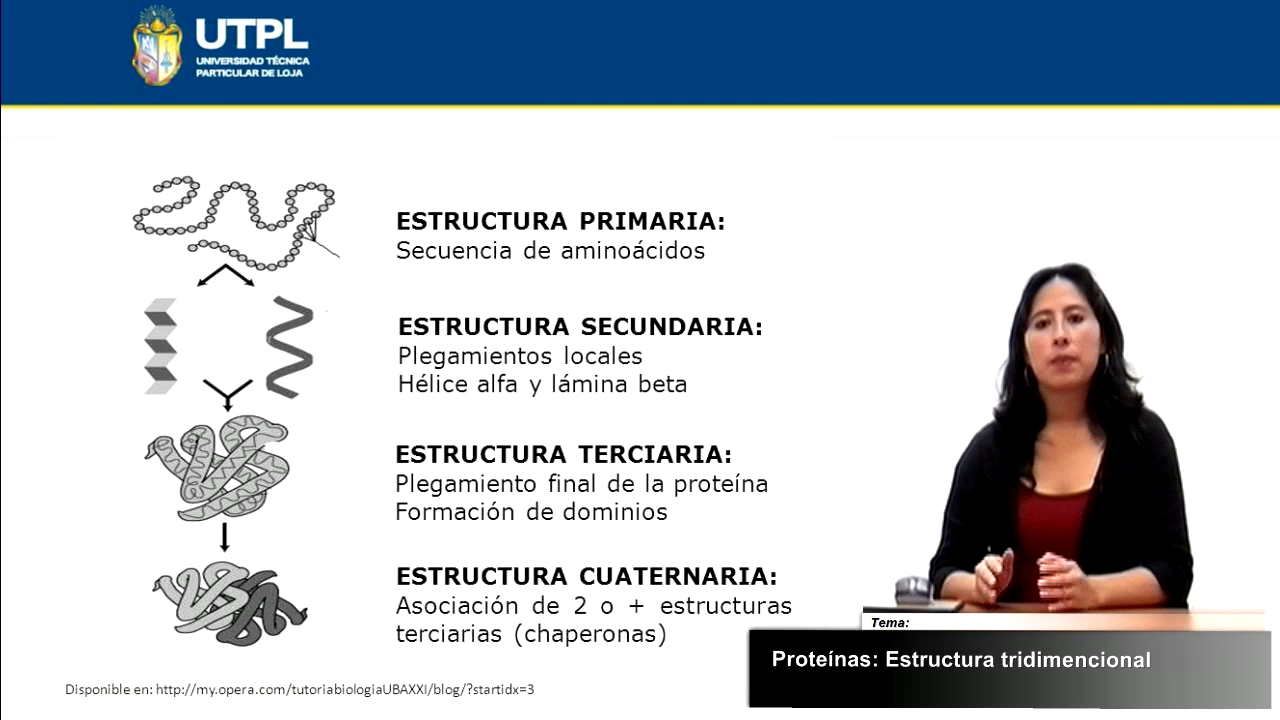 UTPL
UNIVERSIDAD TÉCNICA
PARTICULAR DE LOJA
ESTRUCTURA PRIMARIA:
Secuencia de aminoácidos
ESTRUCTURA SECUNDARIA:
Plegamientos locales
Hélice alfa y lámina beta
ESTRUCTURA TERCIARIA:
Plegamiento final de la proteína
Formación de dominios
ESTRUCTURA CUATERNARIA:
Asociación de 2 o + estructuras
terciarias (chaperonas)
Tema:
Proteínas: Estructura tridimencional
Disponible en: http://my.opera.com/tutoriabiologiaUBAXXI/blog/?startidx=3